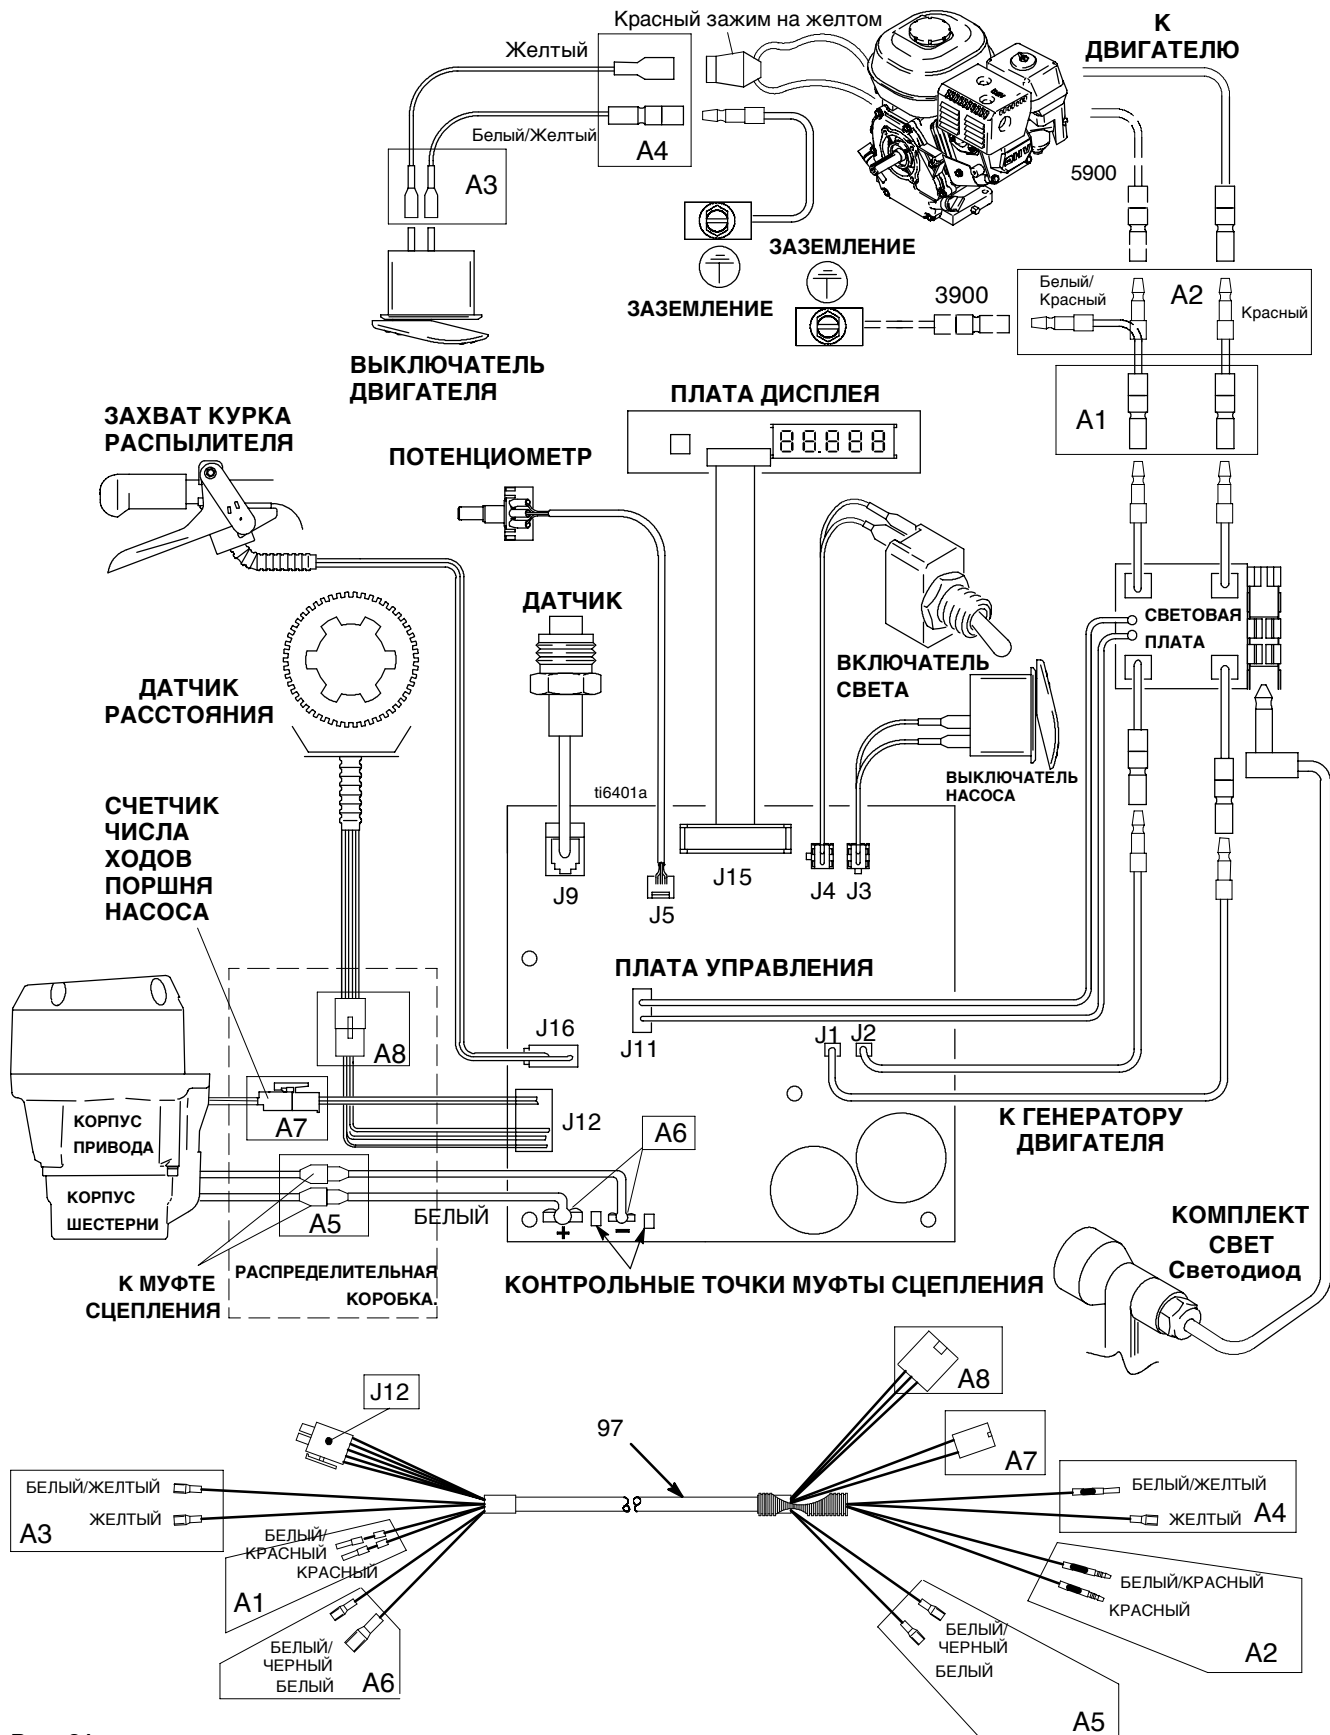 Красный зажим на желтом
К
ДВИГАТЕЛЮ
Желтый
Белый/Желтый
A4
A3
OHV
5900
ЗАЗЕМЛЕНИЕ
ЗАЗЕМЛЕНИЕ
3900
Белый/
Красный
A2
Красный
ВЫКЛЮЧАТЕЛЬ
ДВИГАТЕЛЯ
A1
ПЛАТА ДИСПЛЕЯ
88.888
ЗАХВАТ КУРКА
РАСПЫЛИТЕЛЯ
ПОТЕНЦИОМЕТР
ДАТЧИК
СВЕТОВАЯ
ПЛАТА
ВКЛЮЧАТЕЛЬ
СВЕТА
ДАТЧИК
РАССТОЯНИЯ
ВЫКЛЮЧАТЕЛЬ
НАСОСА
ti6401a
СЧЕТЧИК
ЧИСЛА
ХОДОВ
ПОРШНЯ
НАСОСА
J9
J5
J15
J4
J3
ПЛАТА УПРАВЛЕНИЯ
J16
J11
J1
J2
A8
A7
J12
A6
К ГЕНЕРАТОРУ
ДВИГАТЕЛЯ
КОРПУС
ПРИВОДА
КОРПУС
ШЕСТЕРНИ
A5
БЕЛЫЙ
+
−
К МУФТЕ
СЦЕПЛЕНИЯ
РАСПРЕДЕЛИТЕЛЬНАЯ
КОРОБКА.
КОНТРОЛЬНЫЕ ТОЧКИ МУФТЫ СЦЕПЛЕНИЯ
КОМПЛЕКТ
СВЕТ
Светодиод
J12
97
A8
A7
БЕЛЫЙ/ЖЕЛТЫЙ
ЖЕЛТЫЙ
A3
БЕЛЫЙ/ЖЕЛТЫЙ
ЖЕЛТЫЙ
A4
БЕЛЫЙ/
КРАСНЫЙ
КРАСНЫЙ
A1
БЕЛЫЙ/КРАСНЫЙ
КРАСНЫЙ
A2
БЕЛЫЙ/
ЧЕРНЫЙ
БЕЛЫЙ
A6
БЕЛЫЙ/
ЧЕРНЫЙ
БЕЛЫЙ
A5